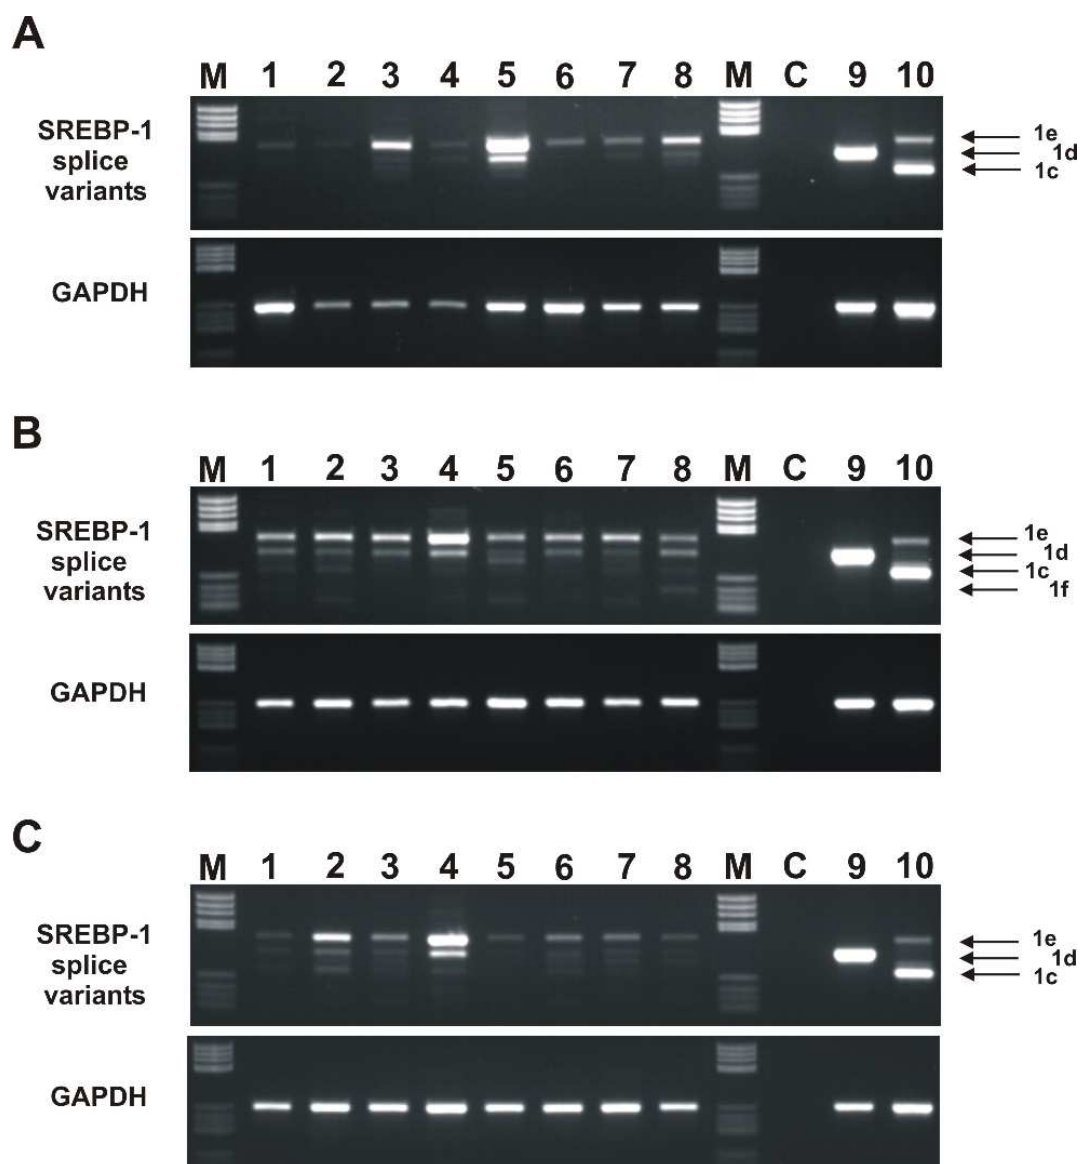 A
M 1 2 3 4 5 6 7 8 M C 9 10
SREBP-1
splice
variants
1e
1d
1c
GAPDH
B
M 1 2 3 4 5 6 7 8 M C 9 10
SREBP-1
splice
variants
1e
1d
1c
1f
GAPDH
C
M 1 2 3 4 5 6 7 8 M C 9 10
SREBP-1
splice
variants
1e
1d
1c
GAPDH